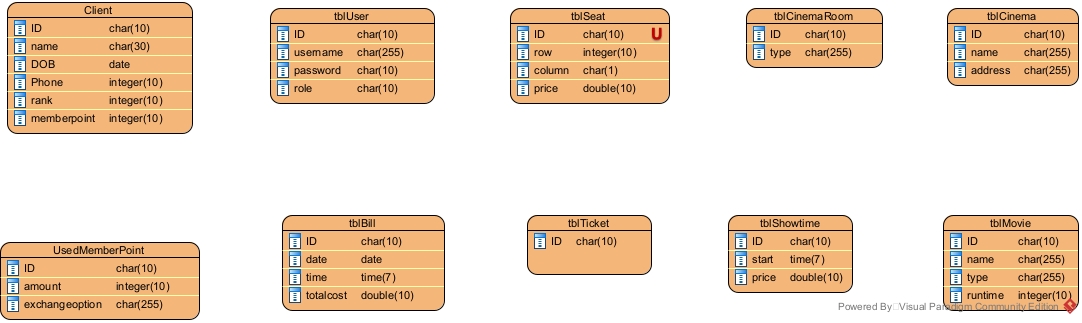 Client
ID char(10)
name char(30)
DOB date
Phone integer(10)
rank integer(10)
memberpoint integer(10)
tblUser
ID char(10)
username char(255)
password char(10)
role char(10)
tblSeat
ID char(10) U
row integer(10)
column char(1)
price double(10)
tblCinemaRoom
ID char(10)
type char(255)
tblCinema
ID char(10)
name char(255)
address char(255)
UsedMemberPoint
ID char(10)
amount integer(10)
exchangeoption char(255)
tblBill
ID char(10)
date date
time time(7)
totalcost double(10)
tblTicket
ID char(10)
tblShowtime
ID char(10)
start time(7)
price double(10)
tblMovie
ID char(10)
name char(255)
type char(255)
runtime integer(10)
Powered By Visual Paradigm Community Edition